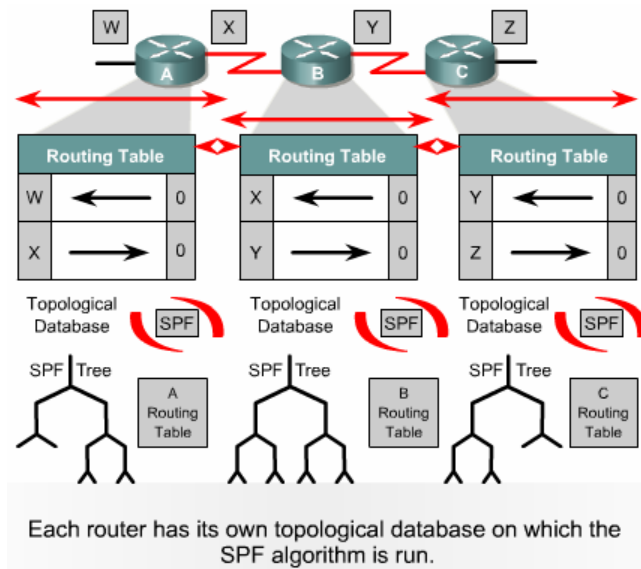 W X Y Z
A B C
Routing Table Routing Table Routing Table
W 0 X 0 Y 0
X 0 Y 0 Z 0
Topological Topological Topological
Database SPF Database SPF Database SPF
SPF Tree SPF Tree SPF Tree
A B C
Routing Routing Routing
Table Table Table
Each router has its own topological database on which the
SPF algorithm is run.